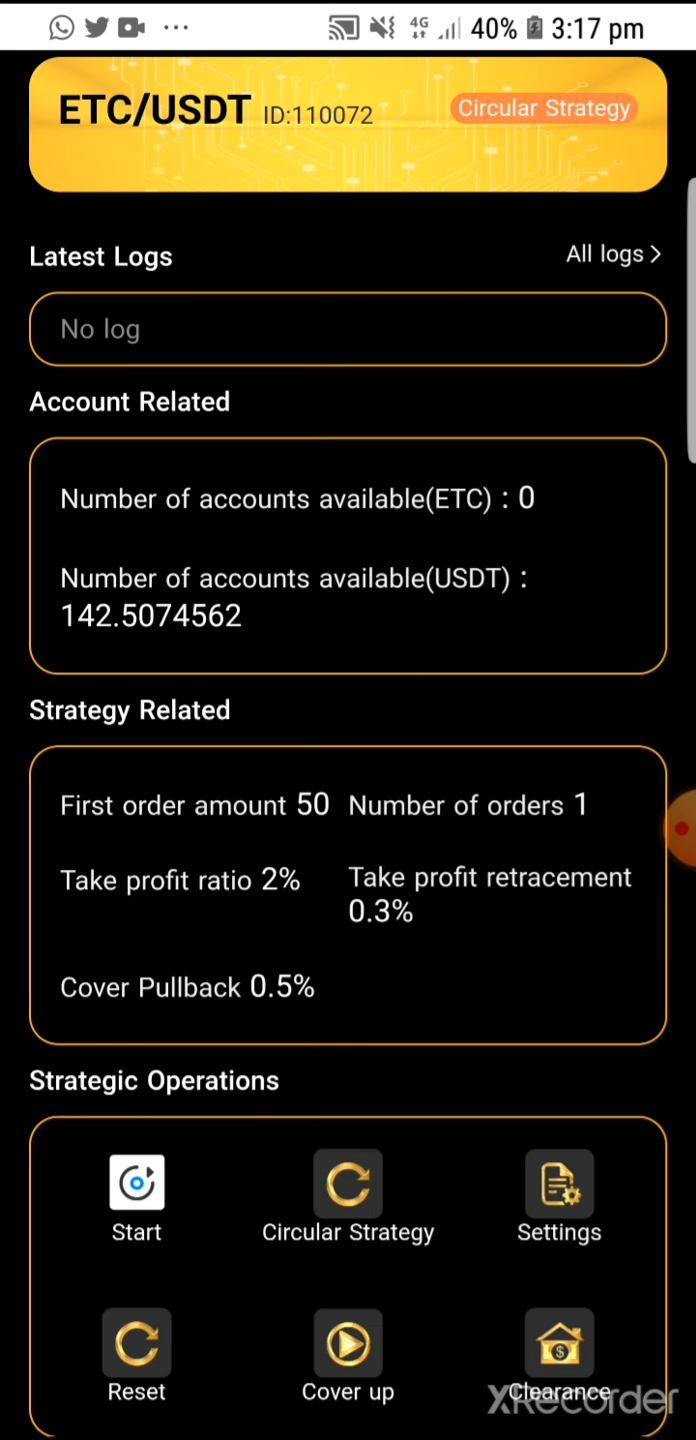 4G 40% 3:17 pm
ETC/USDT ID:110072 Circular Strategy
Latest Logs All logs >
No log
Account Related
Number of accounts available(ETC) : 0
Number of accounts available(USDT) :
142.5074562
Strategy Related
First order amount 50 Number of orders 1
Take profit ratio 2% Take profit retracement
0.3%
Cover Pullback 0.5%
Strategic Operations
Start Circular Strategy Settings
Reset Cover up Clearance
XRecorder